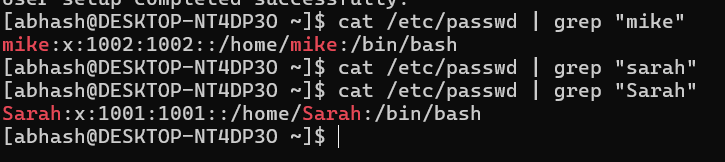 User setup completed successfully.
[abhash@DESKTOP-NT4DP3O ~]$ cat /etc/passwd | grep "mike"
mike:x:1002:1002::/home/mike:/bin/bash
[abhash@DESKTOP-NT4DP3O ~]$ cat /etc/passwd | grep "sarah"
[abhash@DESKTOP-NT4DP3O ~]$ cat /etc/passwd | grep "Sarah"
Sarah:x:1001:1001::/home/Sarah:/bin/bash
[abhash@DESKTOP-NT4DP3O ~]$